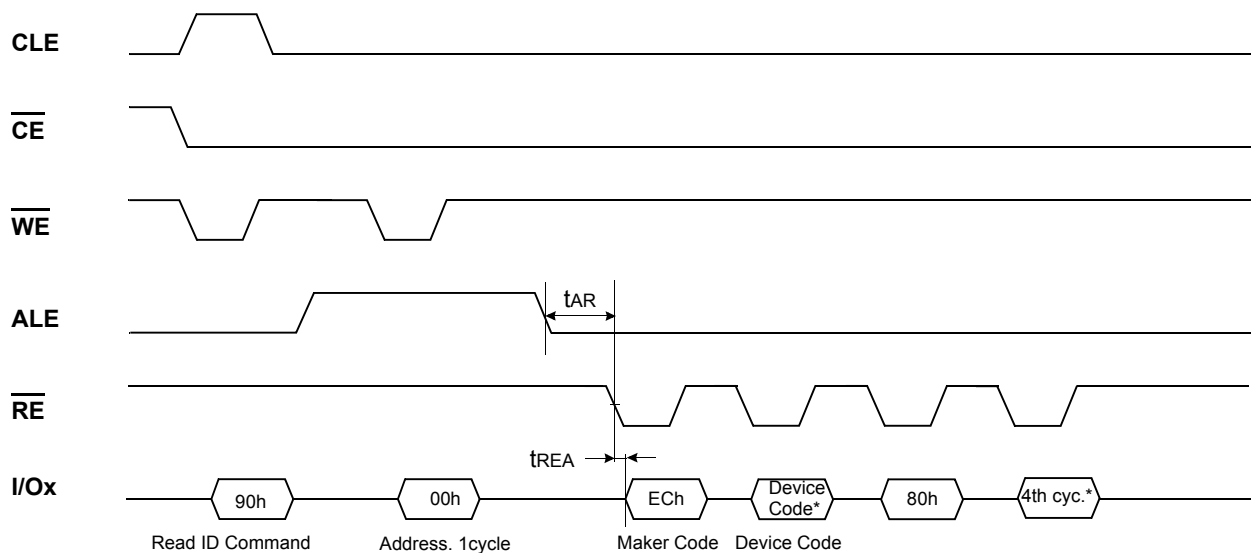 CLE
CE
WE
ALE
tAR
RE
tREA
I/Ox
90h
00h
ECh
Device
Code*
80h
4th cyc.*
Read ID Command
Address. 1cycle
Maker Code
Device Code